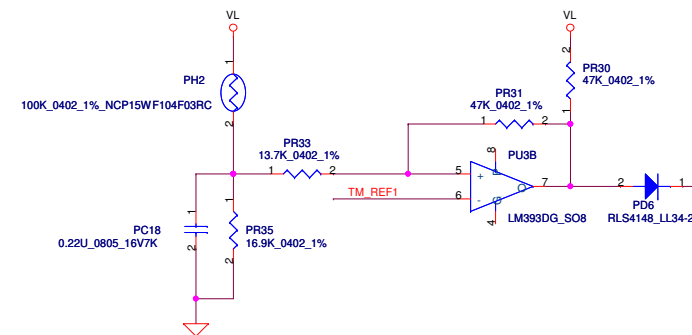 VL
VL
1
2
PH2
PR30
47K_0402_1%
PR31
47K_0402_1%
1
100K_0402_1%_NCP15WF104F03RC
2
1
2
PR33
13.7K_0402_1%
8
PU3B
1
2
5
+
P
TM_REF1
6
-
G
O
7
2
1
1
1
4
LM393DG_SO8
PD6
RLS4148_LL34-2
PC18
0.22U_0805_16V7K
PR35
16.9K_0402_1%
2
2